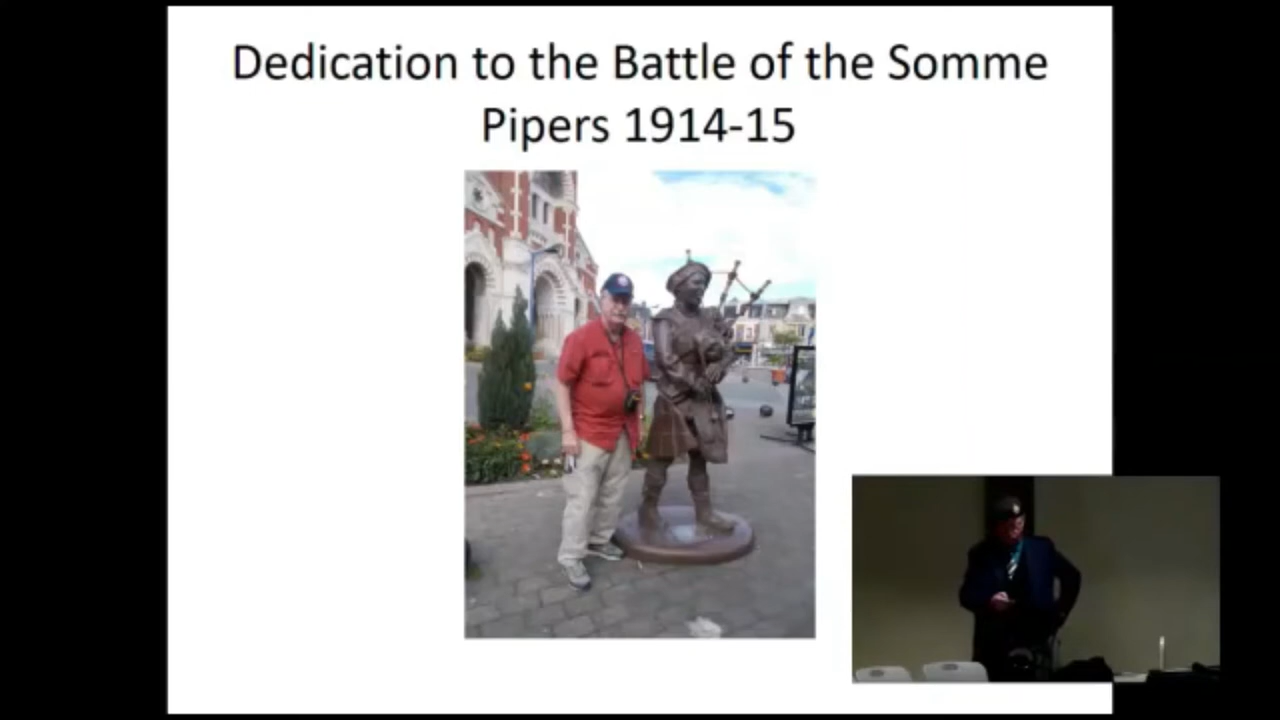 Dedication to the Battle of the Somme
Pipers 1914-15